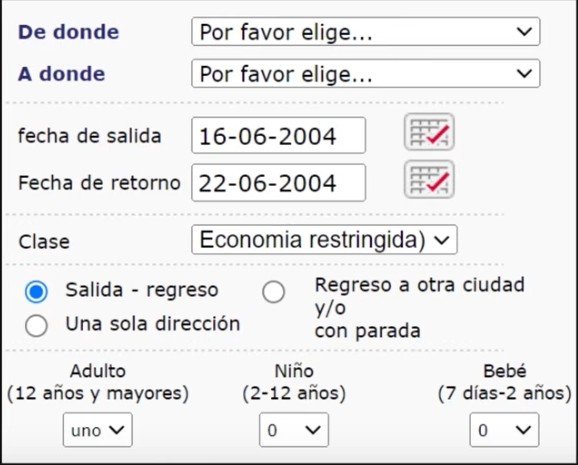 De donde Por favor elige...
A donde Por favor elige...
fecha de salida 16-06-2004
Fecha de retorno 22-06-2004
Clase Economia restringida)
Salida - regreso
Regreso a otra ciudad
y/o
con parada
Una sola dirección
Adulto Niño Bebé
(12 años y mayores) (2-12 años) (7 días-2 años)
uno 0 0